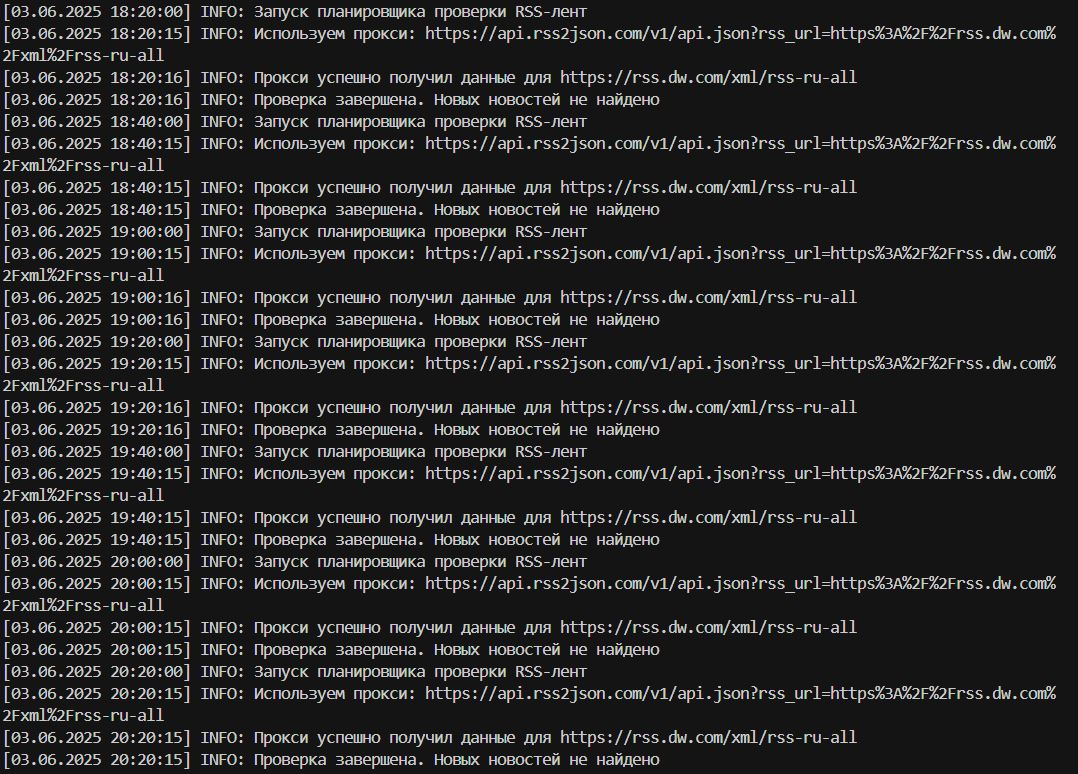 [03.06.2025 18:20:00] INFO: Запуск планировщика проверки RSS-лент
[03.06.2025 18:20:15] INFO: Используем прокси: https://api.rss2json.com/v1/api.json?rss_url=https%3A%2F%2Frss.dw.com%
2Fxml%2Frss-ru-all
[03.06.2025 18:20:16] INFO: Прокси успешно получил данные для https://rss.dw.com/xml/rss-ru-all
[03.06.2025 18:20:16] INFO: Проверка завершена. Новых новостей не найдено
[03.06.2025 18:40:00] INFO: Запуск планировщика проверки RSS-лент
[03.06.2025 18:40:15] INFO: Используем прокси: https://api.rss2json.com/v1/api.json?rss_url=https%3A%2F%2Frss.dw.com%
2Fxml%2Frss-ru-all
[03.06.2025 18:40:15] INFO: Прокси успешно получил данные для https://rss.dw.com/xml/rss-ru-all
[03.06.2025 18:40:15] INFO: Проверка завершена. Новых новостей не найдено
[03.06.2025 19:00:00] INFO: Запуск планировщика проверки RSS-лент
[03.06.2025 19:00:15] INFO: Используем прокси: https://api.rss2json.com/v1/api.json?rss_url=https%3A%2F%2Frss.dw.com%
2Fxml%2Frss-ru-all
[03.06.2025 19:00:16] INFO: Прокси успешно получил данные для https://rss.dw.com/xml/rss-ru-all
[03.06.2025 19:00:16] INFO: Проверка завершена. Новых новостей не найдено
[03.06.2025 19:20:00] INFO: Запуск планировщика проверки RSS-лент
[03.06.2025 19:20:15] INFO: Используем прокси: https://api.rss2json.com/v1/api.json?rss_url=https%3A%2F%2Frss.dw.com%
2Fxml%2Frss-ru-all
[03.06.2025 19:20:16] INFO: Прокси успешно получил данные для https://rss.dw.com/xml/rss-ru-all
[03.06.2025 19:20:16] INFO: Проверка завершена. Новых новостей не найдено
[03.06.2025 19:40:00] INFO: Запуск планировщика проверки RSS-лент
[03.06.2025 19:40:15] INFO: Используем прокси: https://api.rss2json.com/v1/api.json?rss_url=https%3A%2F%2Frss.dw.com%
2Fxml%2Frss-ru-all
[03.06.2025 19:40:15] INFO: Прокси успешно получил данные для https://rss.dw.com/xml/rss-ru-all
[03.06.2025 19:40:15] INFO: Проверка завершена. Новых новостей не найдено
[03.06.2025 20:00:00] INFO: Запуск планировщика проверки RSS-лент
[03.06.2025 20:00:15] INFO: Используем прокси: https://api.rss2json.com/v1/api.json?rss_url=https%3A%2F%2Frss.dw.com%
2Fxml%2Frss-ru-all
[03.06.2025 20:00:15] INFO: Прокси успешно получил данные для https://rss.dw.com/xml/rss-ru-all
[03.06.2025 20:00:15] INFO: Проверка завершена. Новых новостей не найдено
[03.06.2025 20:20:00] INFO: Запуск планировщика проверки RSS-лент
[03.06.2025 20:20:15] INFO: Используем прокси: https://api.rss2json.com/v1/api.json?rss_url=https%3A%2F%2Frss.dw.com%
2Fxml%2Frss-ru-all
[03.06.2025 20:20:15] INFO: Прокси успешно получил данные для https://rss.dw.com/xml/rss-ru-all
[03.06.2025 20:20:15] INFO: Проверка завершена. Новых новостей не найдено